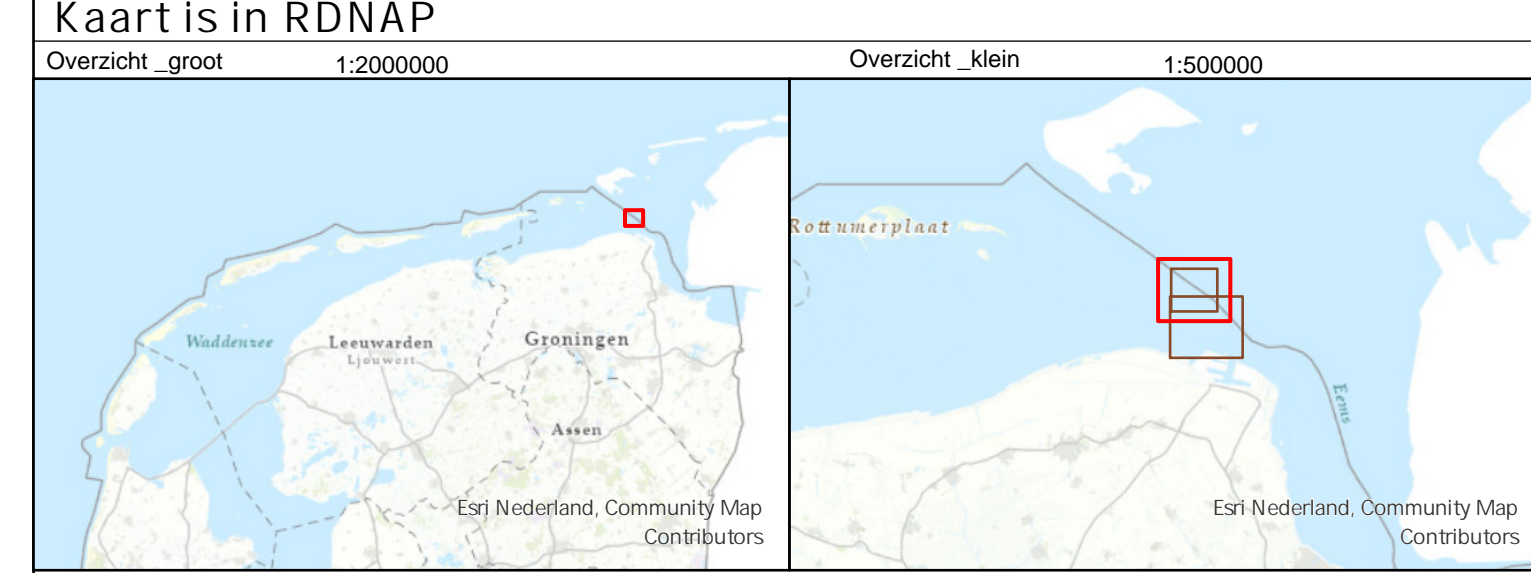 Kaart is in RDNAP
Overzicht _groot 1:2000000
Overzicht _klein 1:500000
Waddenzee
Leeuwarden
Ljouwert
Groningen
Assen
Esri Nederland, Community Map
Contributors
Rottumerplaat
Eems
Esri Nederland, Community Map
Contributors